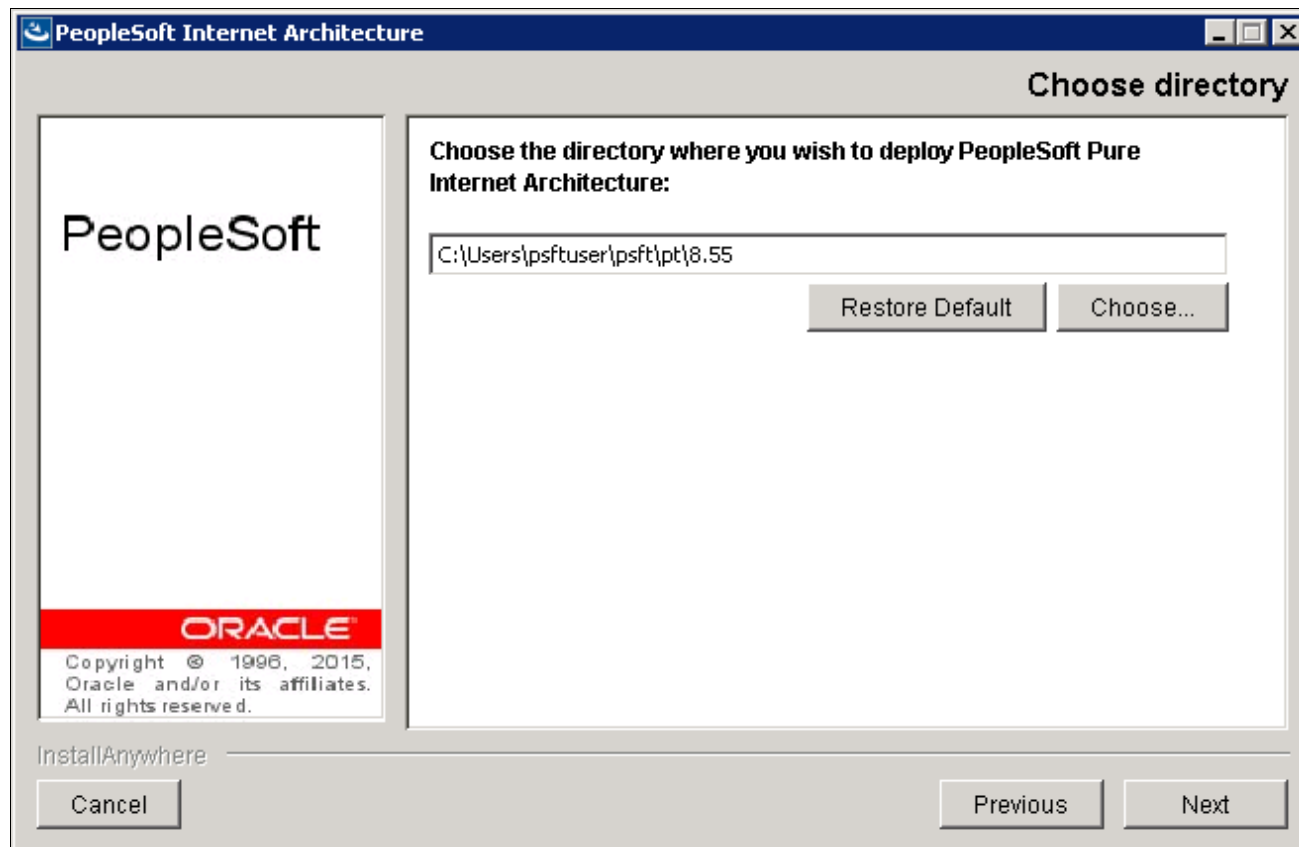 PeopleSoft Internet Architecture
Choose directory
PeopleSoft
ORACLE
Copyright © 1996, 2015,
Oracle and/or its affiliates.
All rights reserved.
Choose the directory where you wish to deploy PeopleSoft Pure
Internet Architecture:
C:\Users\psftuser\psft\pt\8.55
Restore Default
Choose...
InstallAnywhere
Cancel
Previous
Next